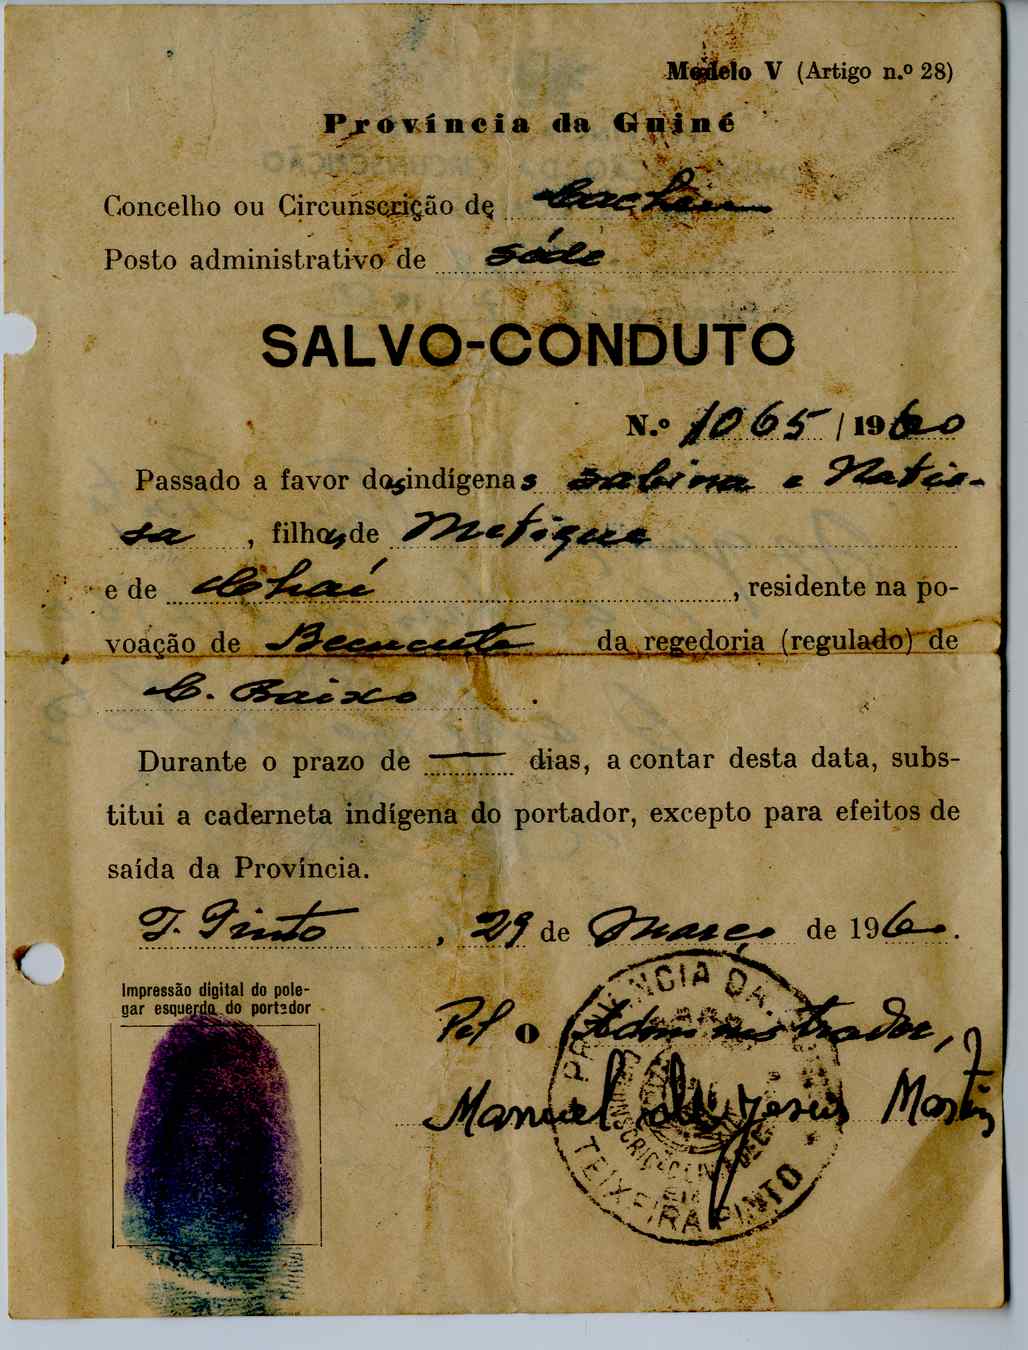 Modelo V (Artigo n.º 28)
Província da Guiné
Concelho ou Circunscrição de Cacheu
Posto administrativo de séde
SALVO-CONDUTO
N.º 1065 / 1960
Passado a favor dos indígenas Sabina e Natis-
sa , filhos de Metique
e de Chaí , residente na po-
voação de da regedoria (regulado) de
C. Baixo .
Durante o prazo de — dias, a contar desta data, subs-
titui a caderneta indígena do portador, excepto para efeitos de
saída da Província.
T. Pinto , 29 de Março de 1960.
Impressão digital do pole-
gar esquerdo do portador
Pel O Administrador,
Manuel de Jesus Martins
PROVÍNCIA DA
TEIXEIRA PINTO